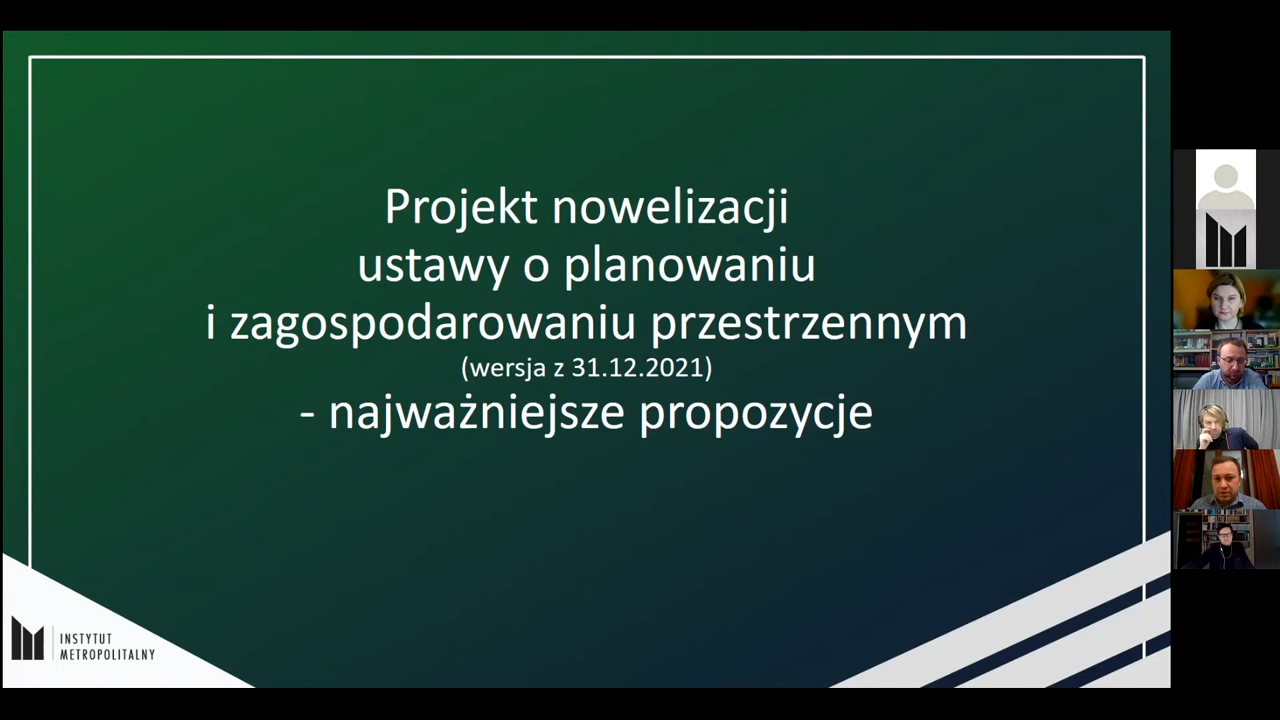 Projekt nowelizacji
ustawy o planowaniu
i zagospodarowaniu przestrzennym
(wersja z 31.12.2021)
- najważniejsze propozycje
INSTYTUT
METROPOLITALNY